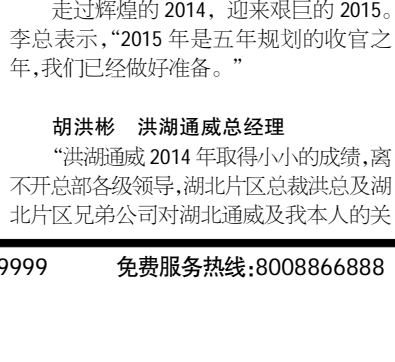 走过辉煌的 2014，迎来艰巨的 2015。
李总表示，“2015 年是五年规划的收官之
年，我们已经做好准备。”
胡洪彬　洪湖通威总经理
“洪湖通威 2014 年取得小小的成绩，离
不开总部各级领导，湖北片区总裁洪总及湖
北片区兄弟公司对湖北通威及我本人的关
9999　免费服务热线：8008866888